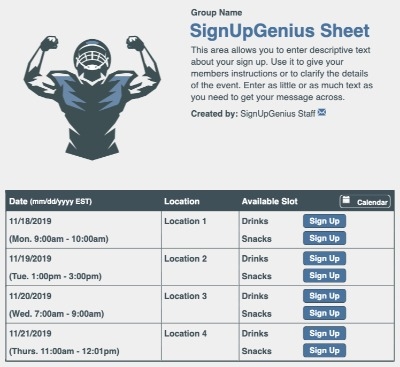 Group Name
SignUpGenius Sheet
This area allows you to enter descriptive text
about your sign up. Use it to give your
members instructions or to clarify the details
of the event. Enter as little or as much text as
you need to get your message across.
Created by: SignUpGenius Staff
Date (mm/dd/yyyy EST) Location Available Slot Calendar
11/18/2019 Location 1 Drinks Sign Up
(Mon. 9:00am - 10:00am) Snacks Sign Up
11/19/2019 Location 2 Drinks Sign Up
(Tue. 1:00pm - 3:00pm) Snacks Sign Up
11/20/2019 Location 3 Drinks Sign Up
(Wed. 7:00am - 9:00am) Snacks Sign Up
11/21/2019 Location 4 Drinks Sign Up
(Thurs. 11:00am - 12:01pm) Snacks Sign Up